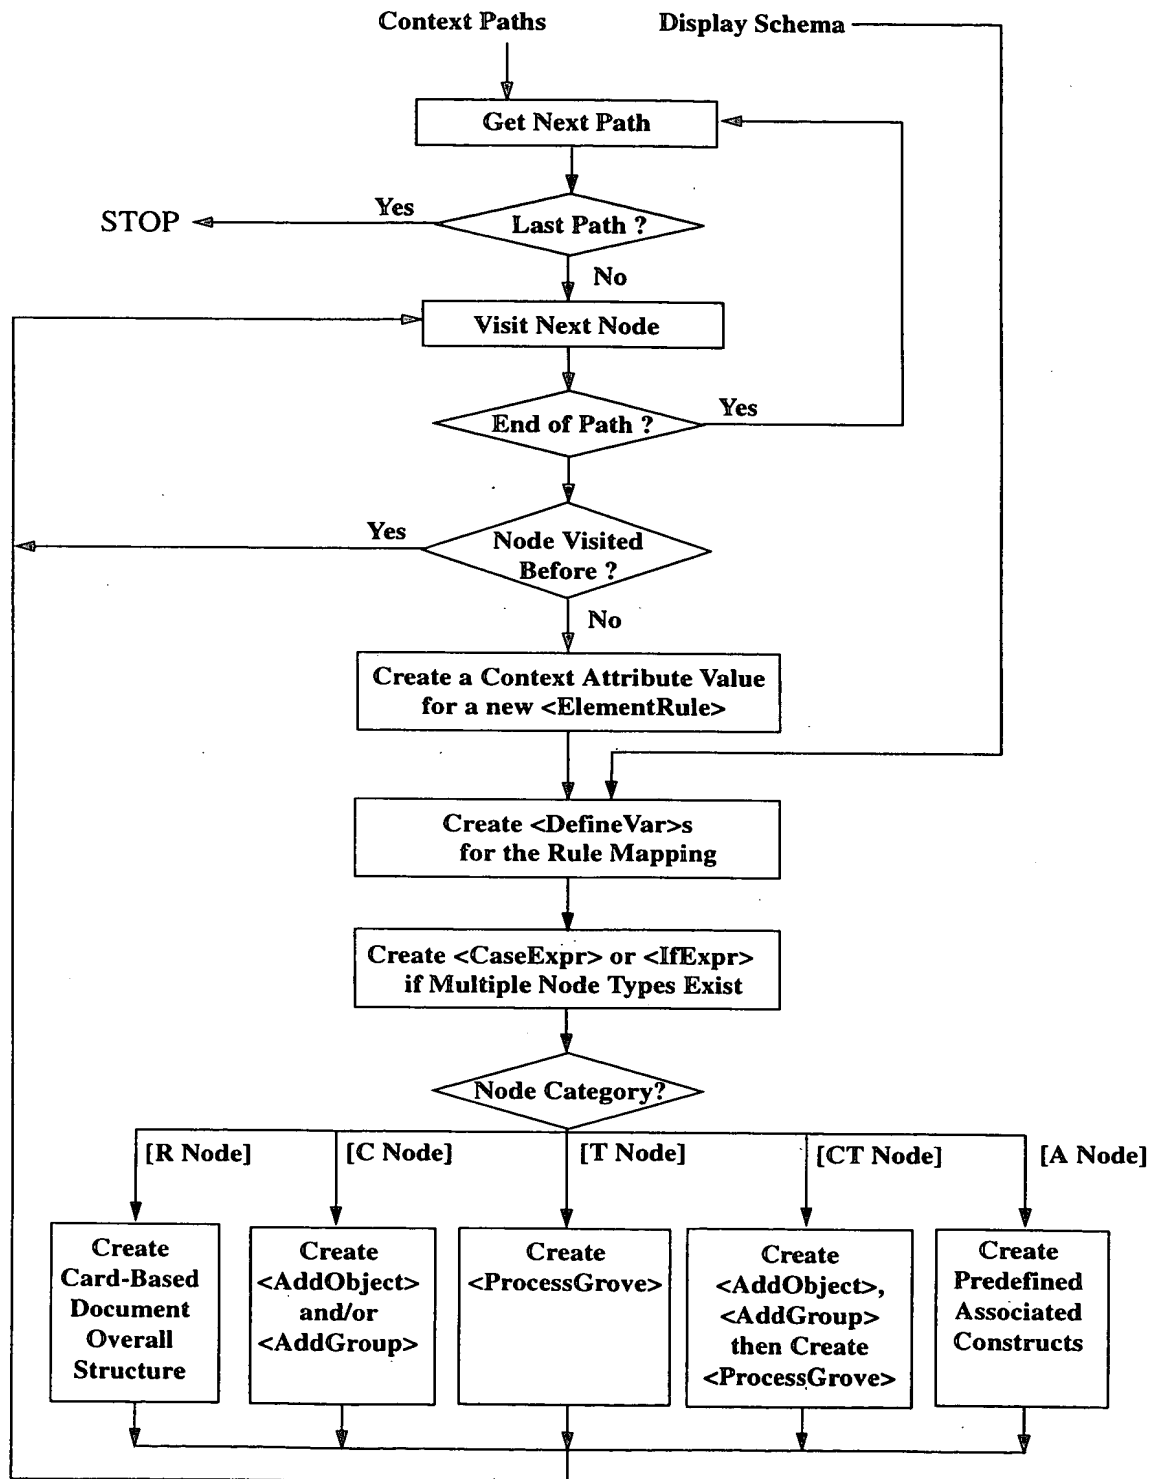 Context Paths
Display Schema
Get Next Path
Last Path ?
Yes
STOP
No
Visit Next Node
End of Path ?
Yes
Node Visited
Before ?
Yes
No
Create a Context Attribute Value
for a new <ElementRule>
Create <DefineVar>s
for the Rule Mapping
Create <CaseExpr> or <IfExpr>
if Multiple Node Types Exist
Node Category?
[R Node]
[C Node]
[T Node]
[CT Node]
[A Node]
Create
Card-Based
Document
Overall
Structure
Create
<AddObject>
and/or
<AddGroup>
Create
<ProcessGrove>
Create
<AddObject>,
<AddGroup>
then Create
<ProcessGrove>
Create
Predefined
Associated
Constructs